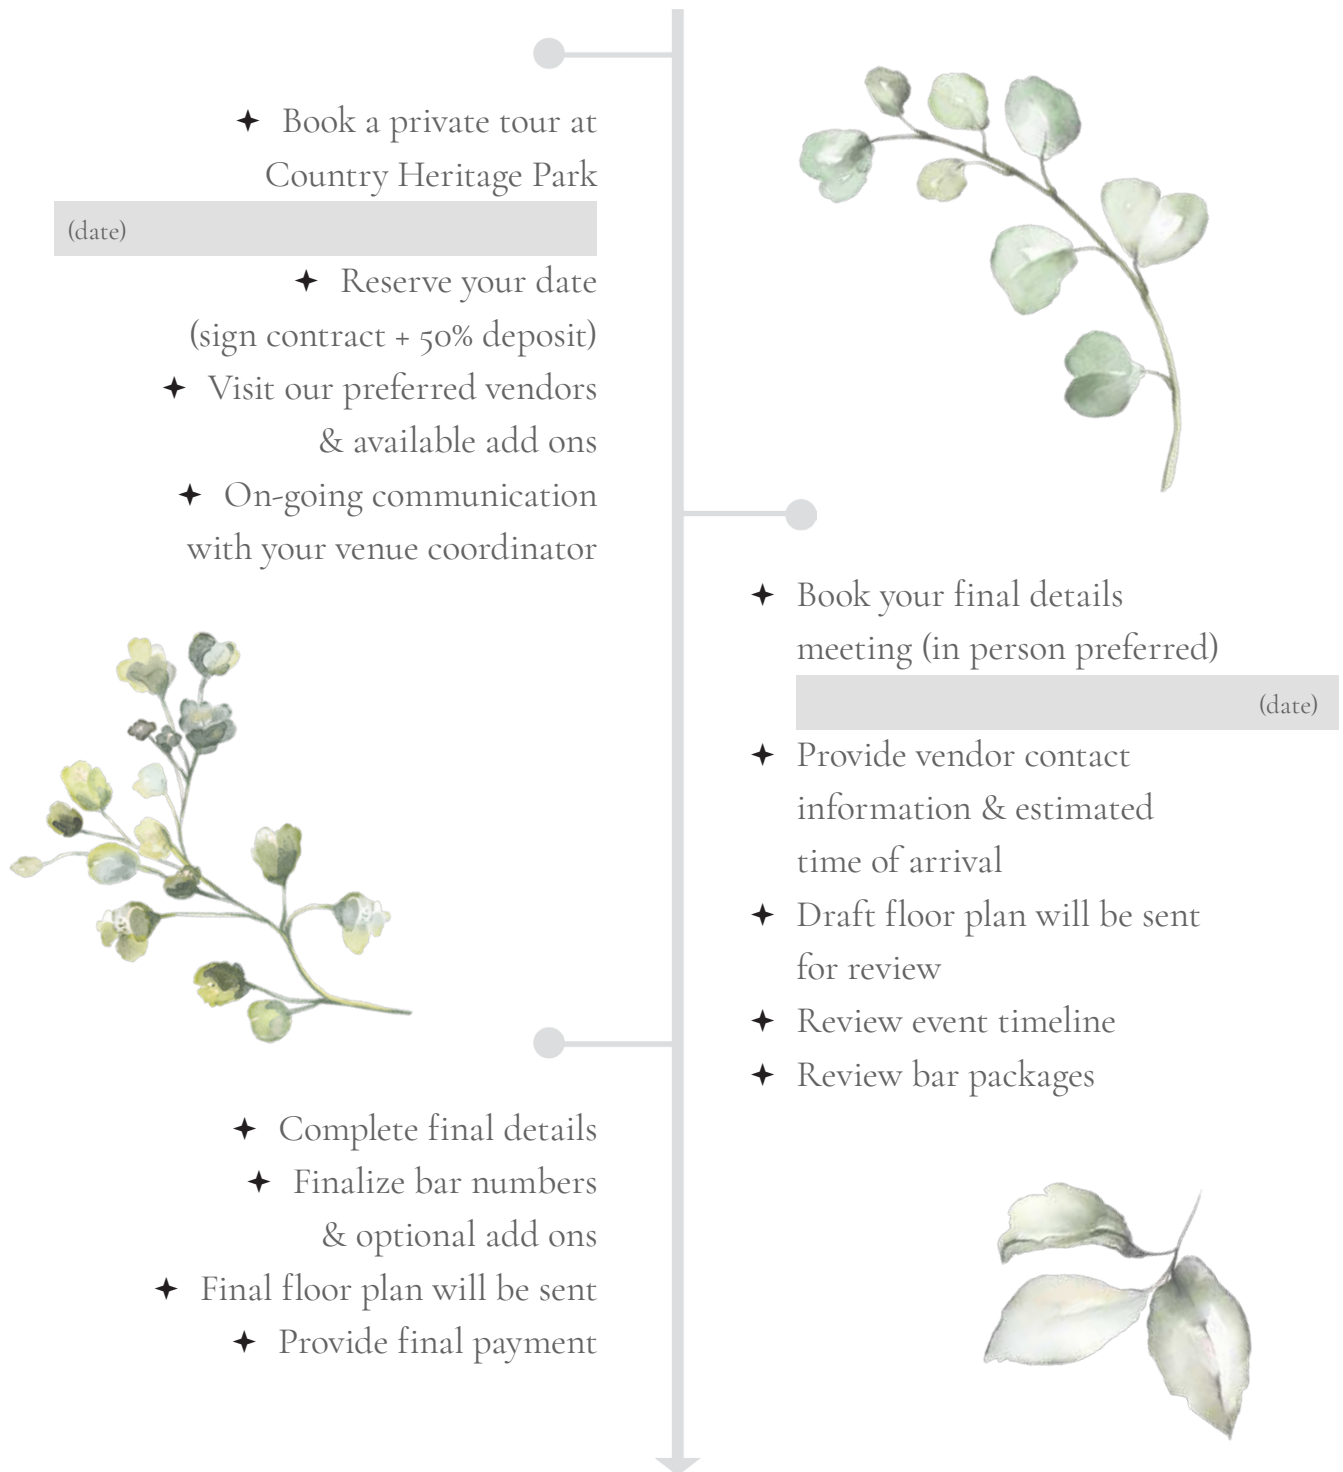 ✦ Book a private tour at
Country Heritage Park
(date)
✦ Reserve your date
(sign contract + 50% deposit)
✦ Visit our preferred vendors
& available add ons
✦ On-going communication
with your venue coordinator
✦ Book your final details
meeting (in person preferred)
(date)
✦ Provide vendor contact
information & estimated
time of arrival
✦ Draft floor plan will be sent
for review
✦ Review event timeline
✦ Review bar packages
✦ Complete final details
✦ Finalize bar numbers
& optional add ons
✦ Final floor plan will be sent
✦ Provide final payment